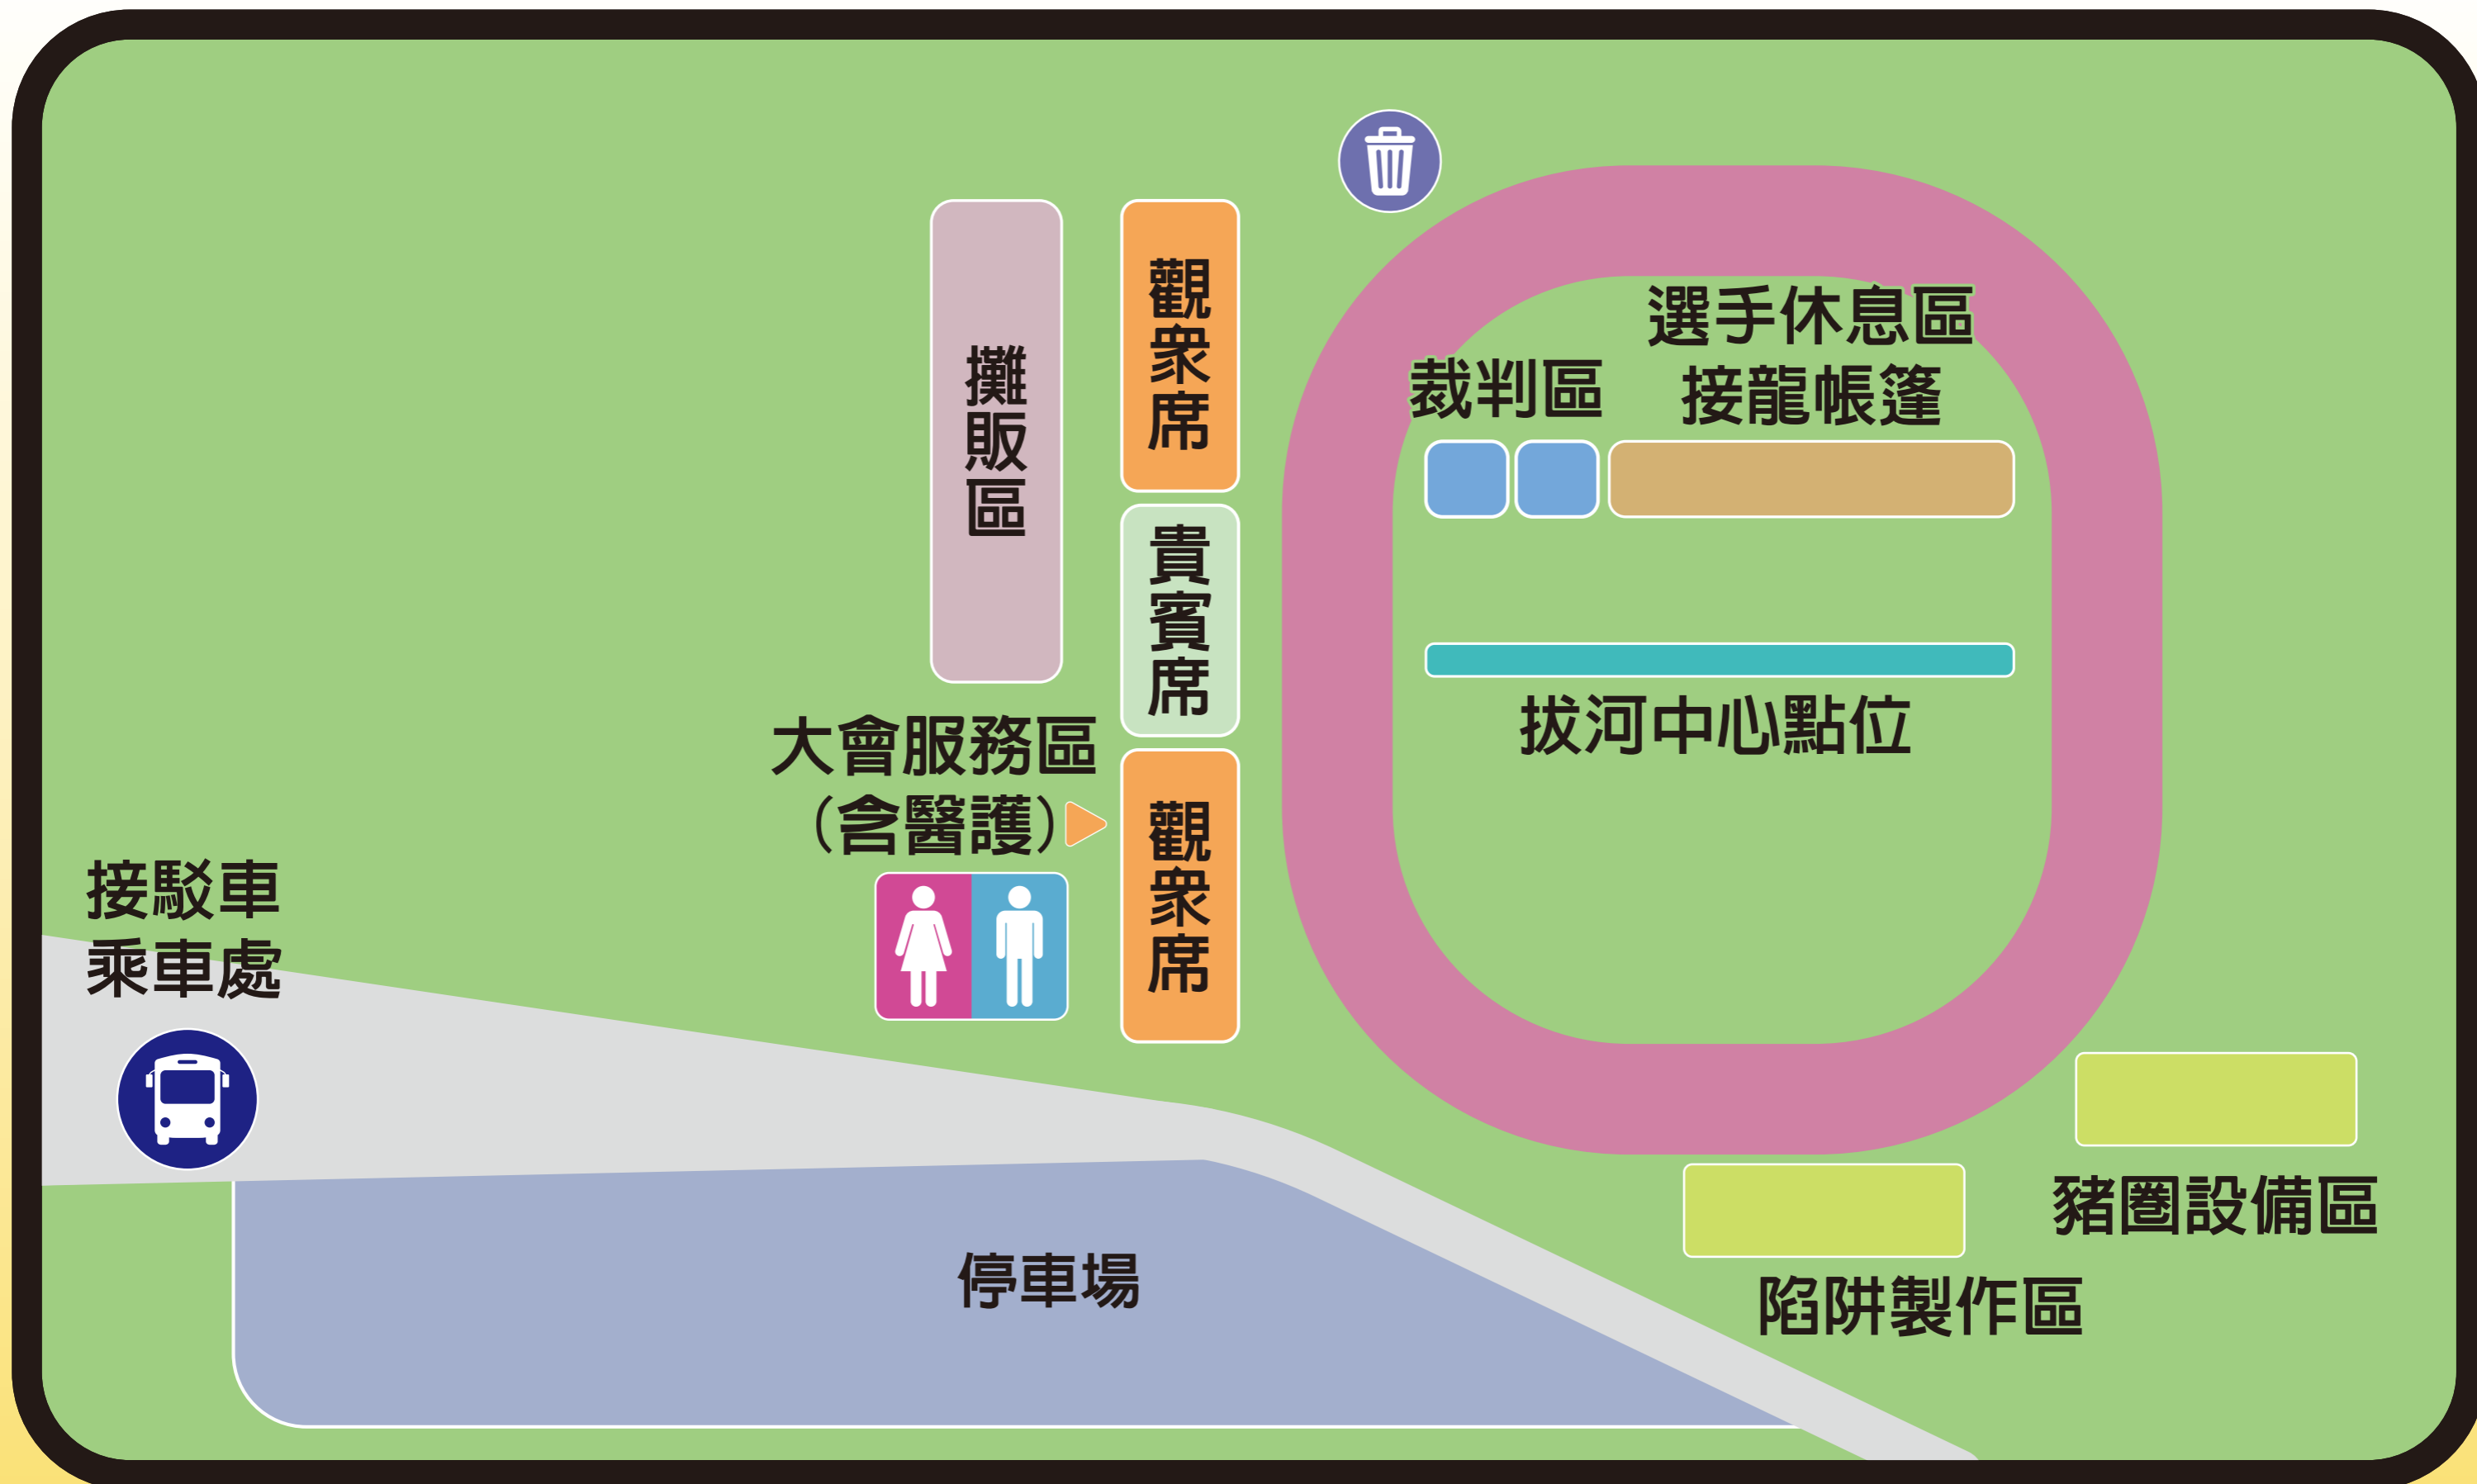 觀衆席
攤販區
選手休息區
接龍帳篷
裁判區
貴賓席
拔河中心點位
大會服務區
（含醫護）
觀衆席
接駁車
乘車處
豬圈設備區
停車場
陷阱製作區